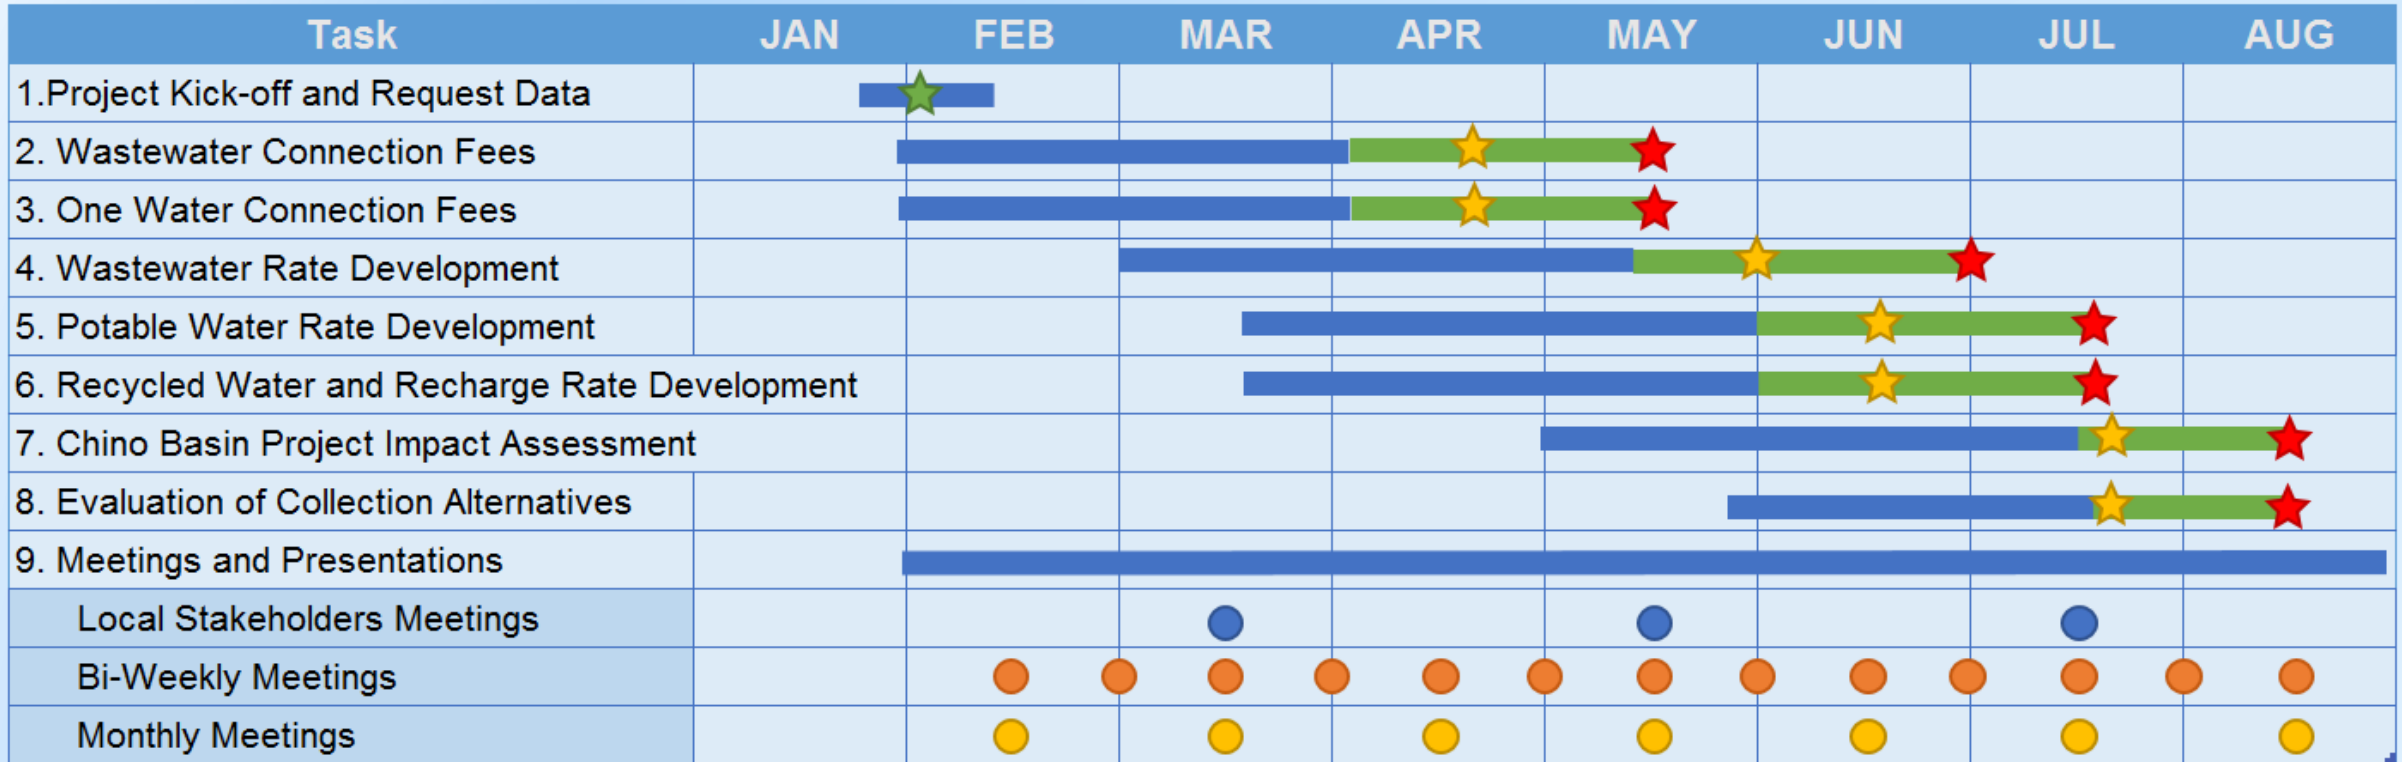 Task JAN FEB MAR APR MAY JUN JUL AUG
1.Project Kick-off and Request Data
2. Wastewater Connection Fees
3. One Water Connection Fees
4. Wastewater Rate Development
5. Potable Water Rate Development
6. Recycled Water and Recharge Rate Development
7. Chino Basin Project Impact Assessment
8. Evaluation of Collection Alternatives
9. Meetings and Presentations
Local Stakeholders Meetings
Bi-Weekly Meetings
Monthly Meetings